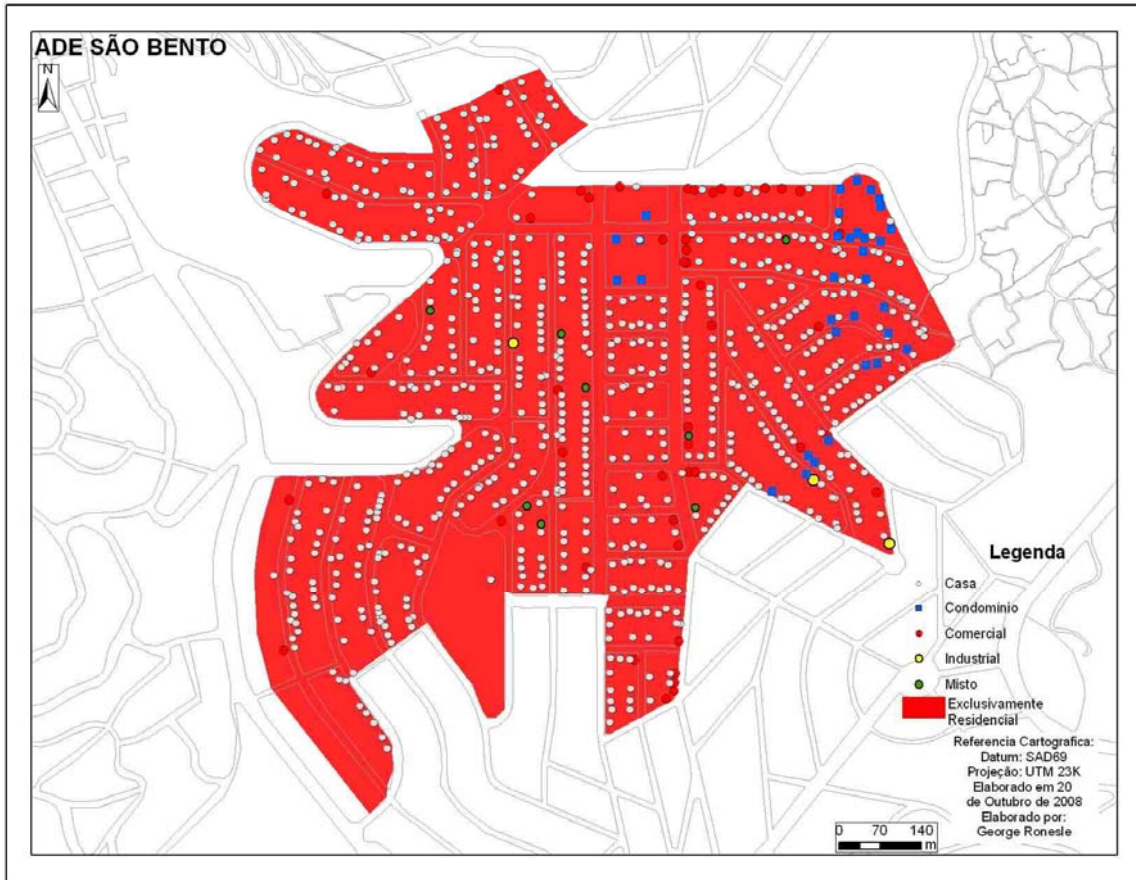 ADE SÃO BENTO
N
Legenda
Casa
Condomínio
Comercial
Industrial
Misto
Exclusivamente
Residencial
Referencia Cartografica:
Datum: SAD69
Projeção: UTM 23K
Elaborado em 20
de Outubro de 2008
Elaborado por:
George Ronesle
0 70 140
m